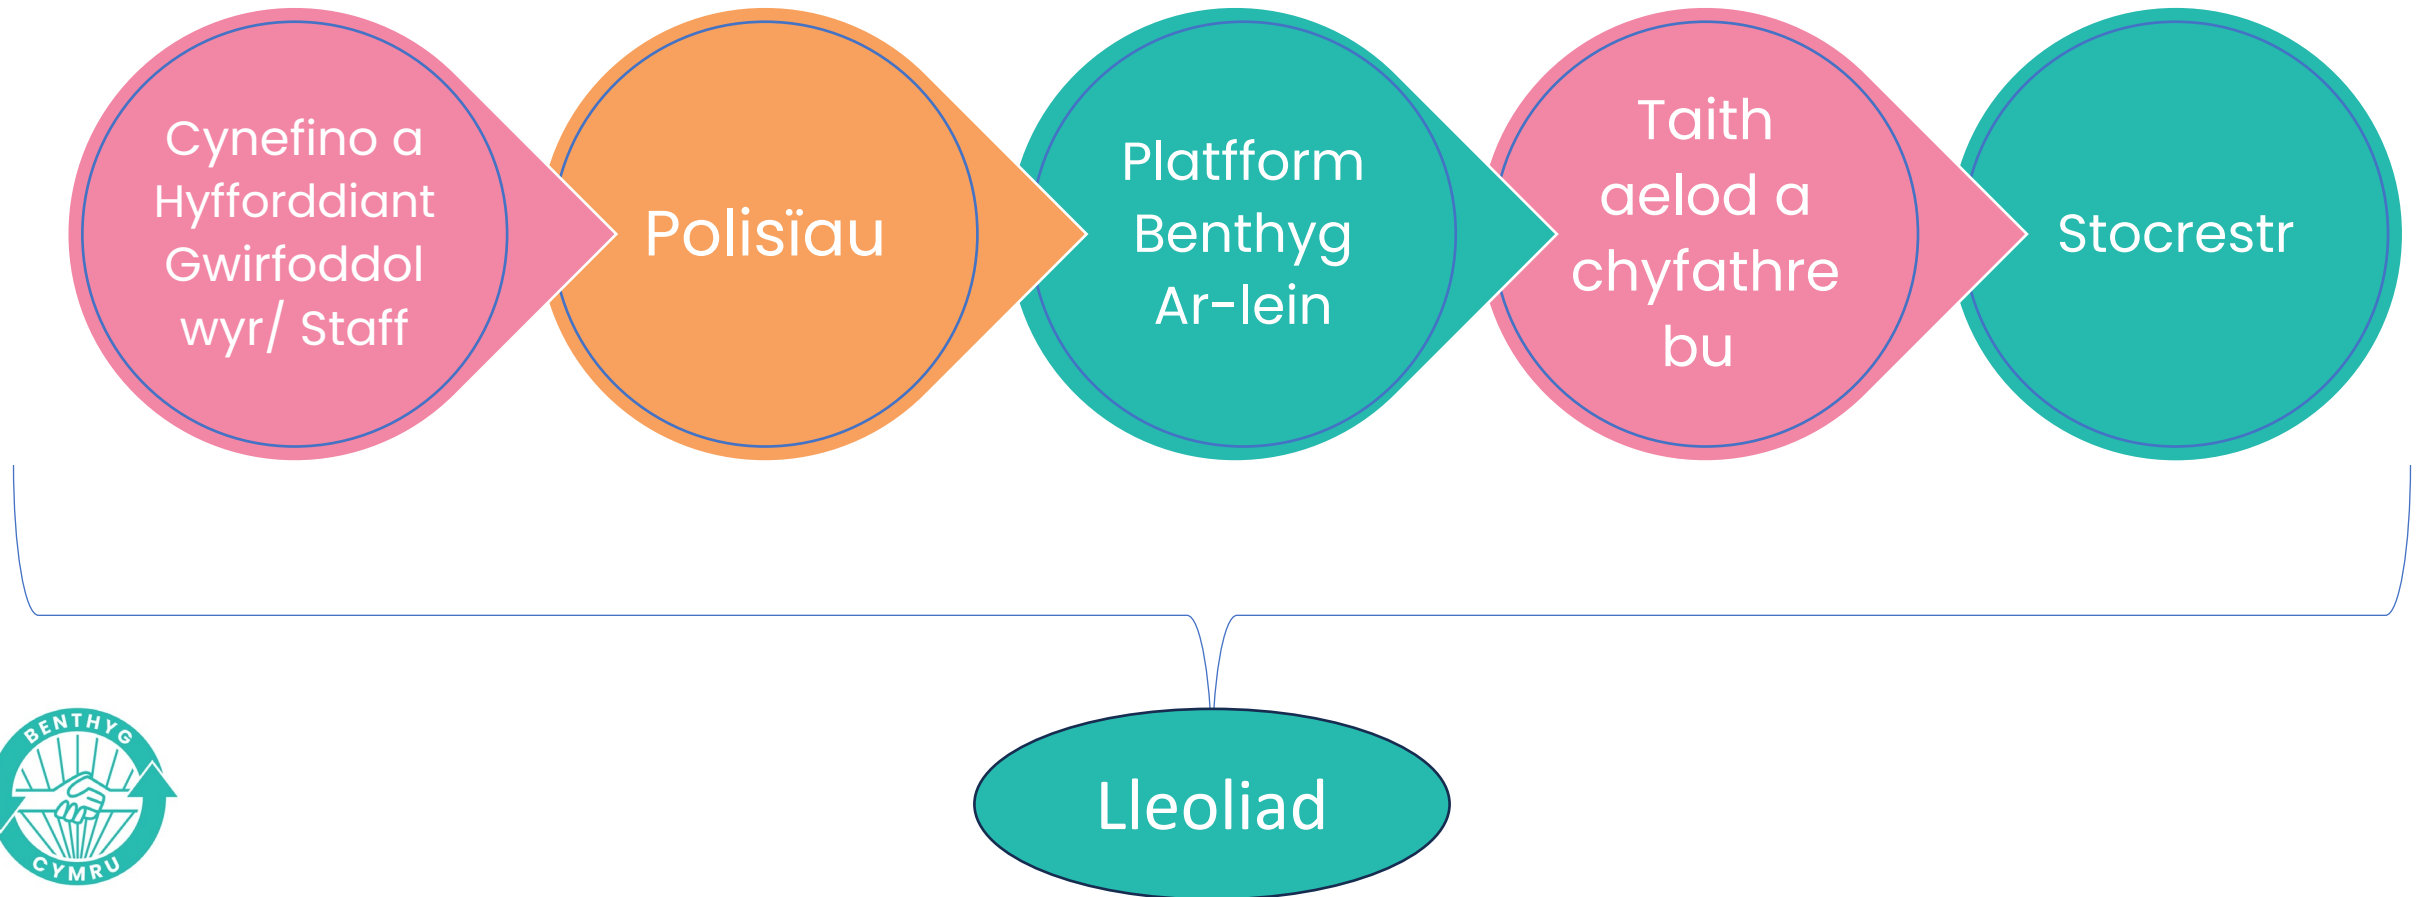 Cynefino a
Hyfforddiant
Gwirfoddol
wyr/ Staff
Polisïau
Platfform
Benthyg
Ar-lein
Taith
aelod a
chyfathre
bu
Stocrestr
Lleoliad
BENTHYG
CYMRU